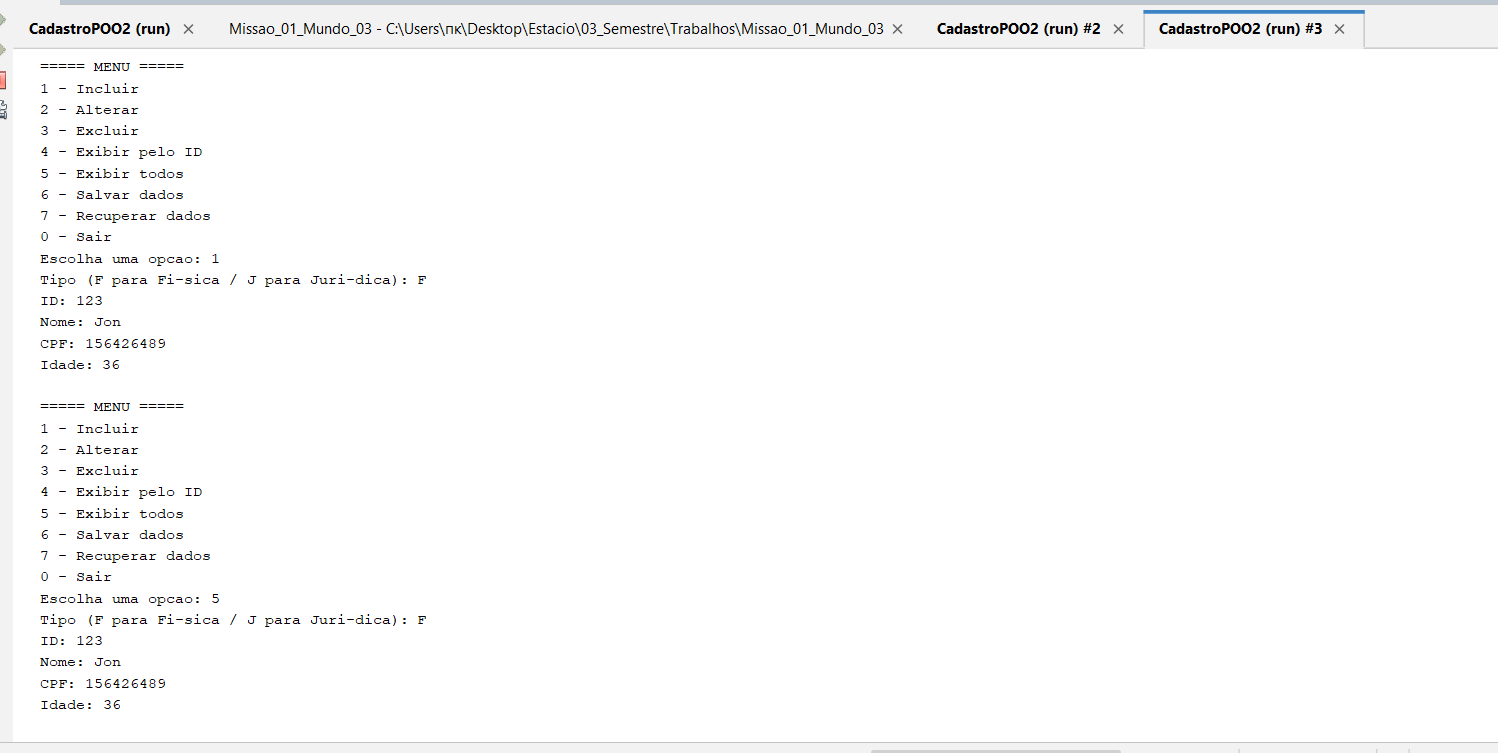 CadastroPOO2 (run) Missao_01_Mundo_03 - C:\Users\пк\Desktop\Estacio\03_Semestre\Trabalhos\Missao_01_Mundo_03 CadastroPOO2 (run) #2 CadastroPOO2 (run) #3
===== MENU =====
1 - Incluir
2 - Alterar
3 - Excluir
4 - Exibir pelo ID
5 - Exibir todos
6 - Salvar dados
7 - Recuperar dados
0 - Sair
Escolha uma opcao: 1
Tipo (F para Fi-sica / J para Juri-dica): F
ID: 123
Nome: Jon
CPF: 156426489
Idade: 36
===== MENU =====
1 - Incluir
2 - Alterar
3 - Excluir
4 - Exibir pelo ID
5 - Exibir todos
6 - Salvar dados
7 - Recuperar dados
0 - Sair
Escolha uma opcao: 5
Tipo (F para Fi-sica / J para Juri-dica): F
ID: 123
Nome: Jon
CPF: 156426489
Idade: 36